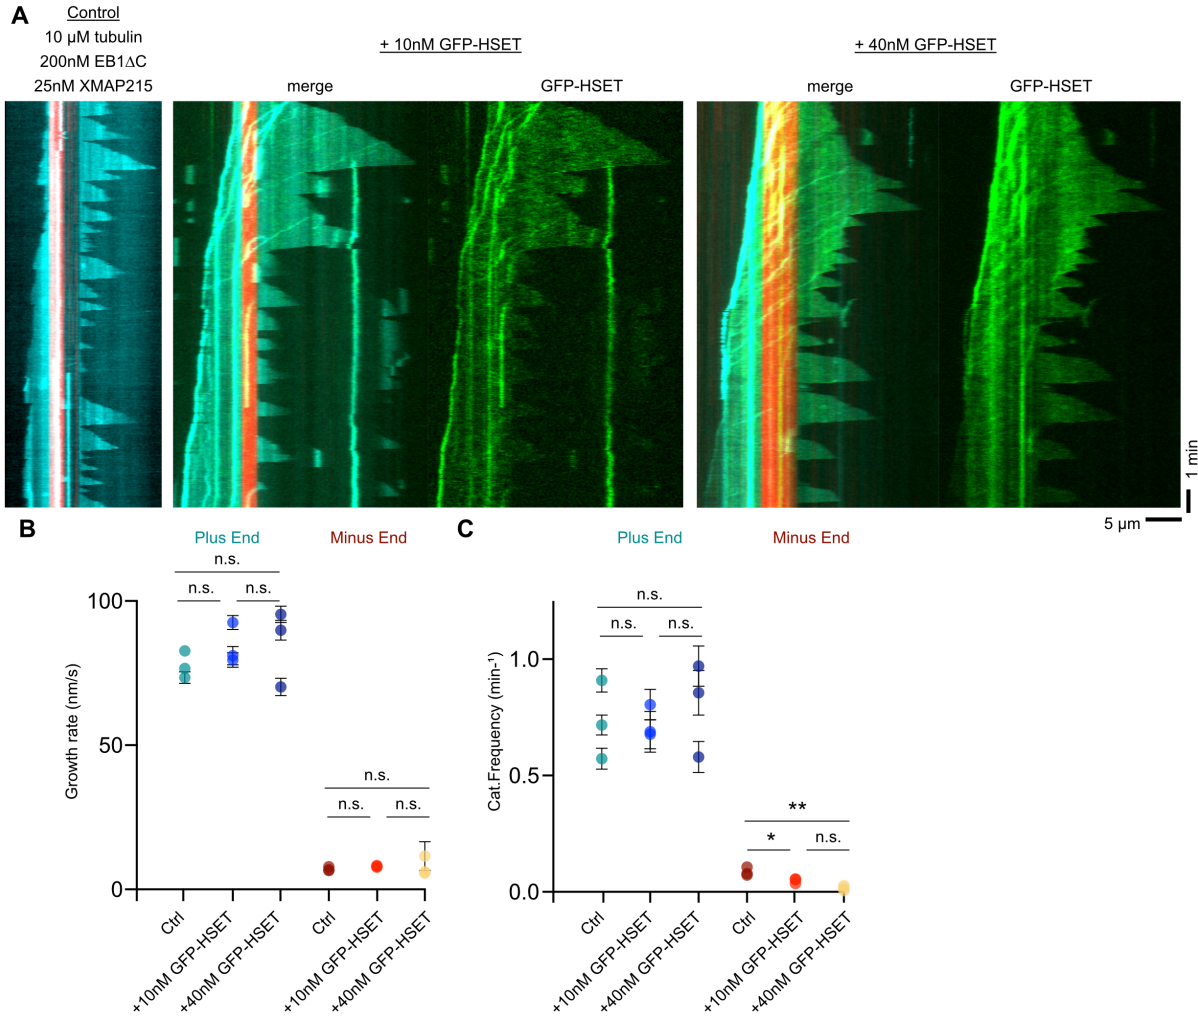 A
Control
10 µM tubulin
200nM EB1ΔC
25nM XMAP215
+ 10nM GFP-HSET
merge
GFP-HSET
+ 40nM GFP-HSET
merge
GFP-HSET
1 min
5 µm
B
Plus End
Minus End
n.s.
n.s.
n.s.
n.s.
n.s.
n.s.
Growth rate (nm/s)
100
50
0
Ctrl
+10nM GFP-HSET
+40nM GFP-HSET
Ctrl
+10nM GFP-HSET
+40nM GFP-HSET
C
Plus End
Minus End
n.s.
n.s.
n.s.
**
*
n.s.
Cat.Frequency (min⁻¹)
1.0
0.5
0.0
Ctrl
+10nM GFP-HSET
+40nM GFP-HSET
Ctrl
+10nM GFP-HSET
+40nM GFP-HSET